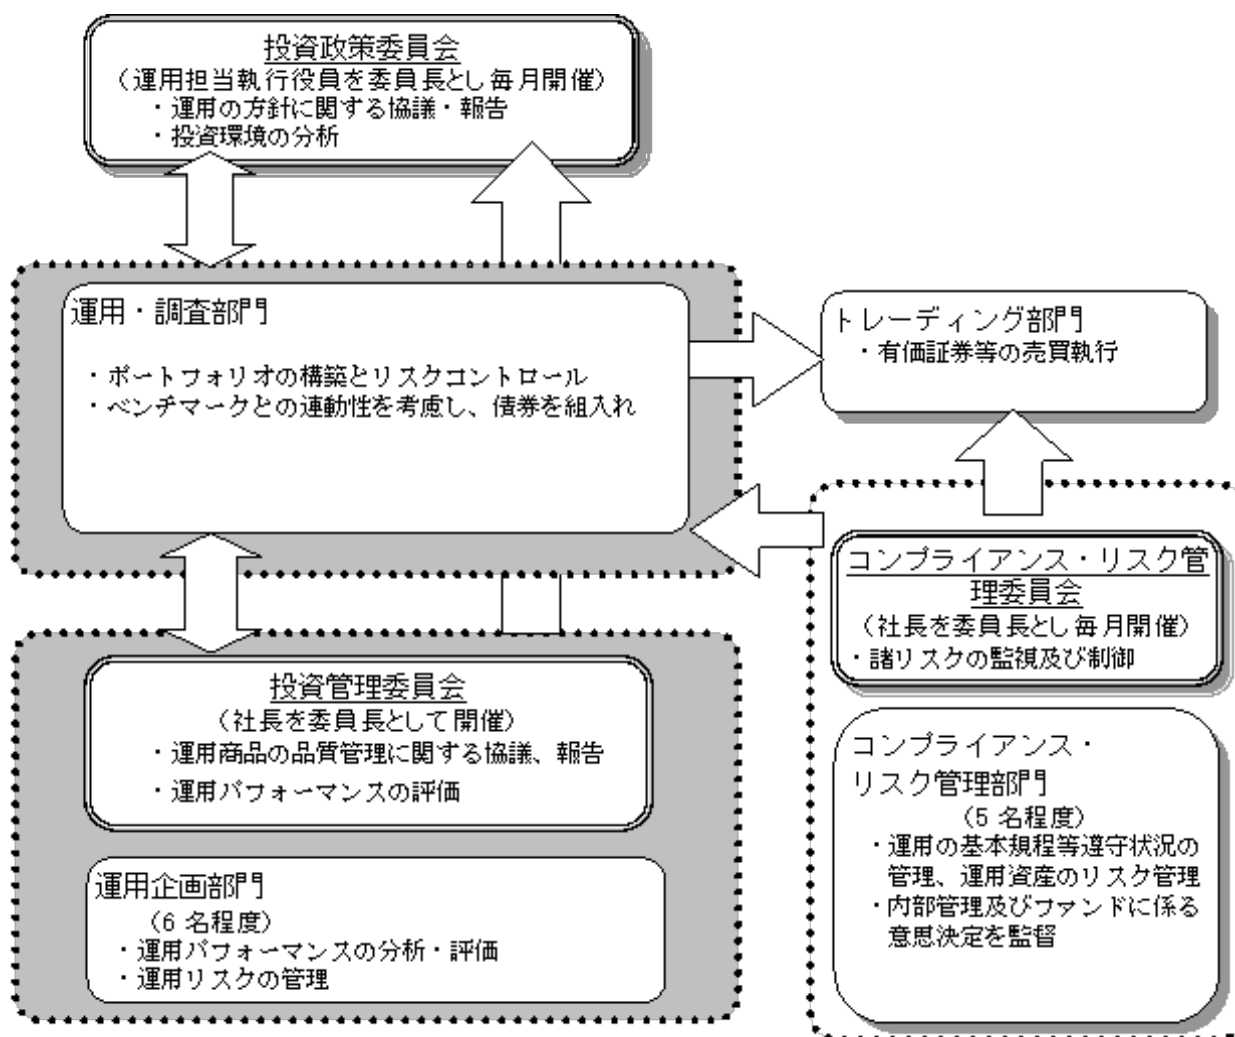 投資政策委員会
(運用担当執行役員を委員長とし毎月開催)
・運用の方針に関する協議・報告
・投資環境の分析
運用・調査部門
・ポートフォリオの構築とリスクコントロール
・ベンチマークとの連動性を考慮し、債券を組入れ
トレーディング部門
・有価証券等の売買執行
コンプライアンス・リスク管
理委員会
(社長を委員長とし毎月開催)
・諸リスクの監視及び制御
投資管理委員会
(社長を委員長として開催)
・運用商品の品質管理に関する協議、報告
・運用パフォーマンスの評価
運用企画部門
(6 名程度)
・運用パフォーマンスの分析・評価
・運用リスクの管理
コンプライアンス・
リスク管理部門
(5 名程度)
・運用の基本規程等遵守状況の
管理、運用資産のリスク管理
・内部管理及びファンドに係る
意思決定を監督